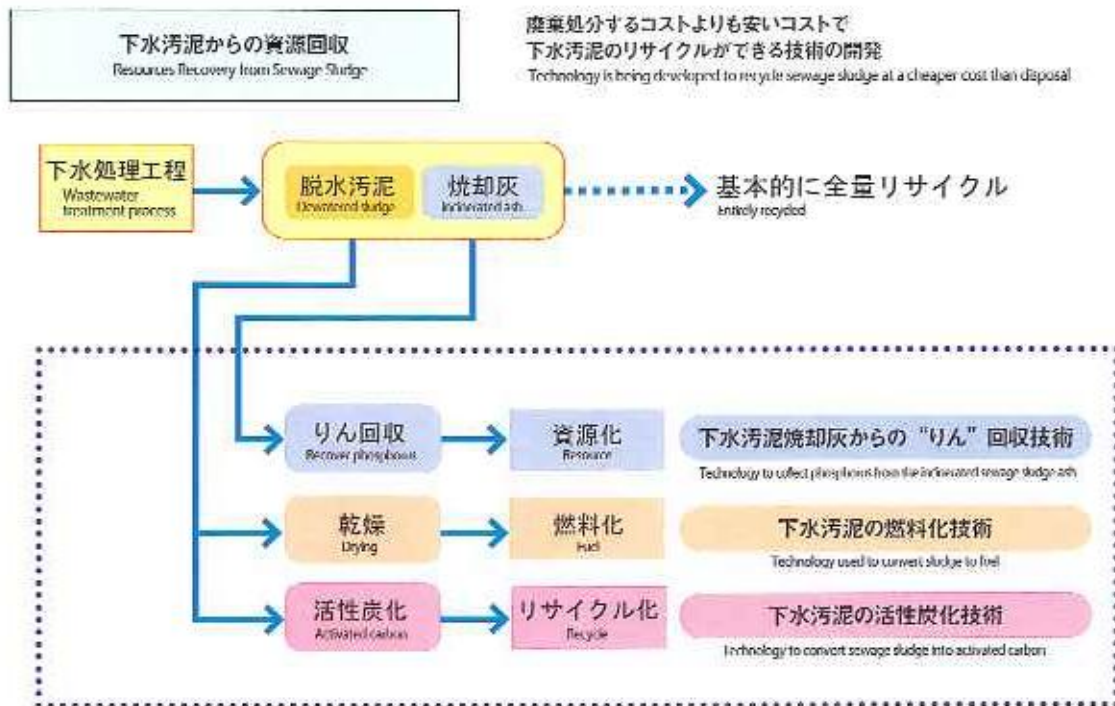 下水汚泥からの資源回収
Resources Recovery from Sewage Sludge
廃棄処分するコストよりも安いコストで
下水汚泥のリサイクルができる技術の開発
Technology is being developed to recycle sewage sludge at a cheaper cost than disposal
下水処理工程
Wastewater
treatment process
脱水汚泥
Dewatered sludge
焼却灰
Incinerated ash
基本的に全量リサイクル
Entirely recycled
りん回収
Recover phosphorus
資源化
Resource
下水汚泥焼却灰からの "りん" 回収技術
Technology to collect phosphorus from the incinerated sewage sludge ash
乾燥
Drying
燃料化
Fuel
下水汚泥の燃料化技術
Technology used to convert sludge to fuel
活性炭化
Activated carbon
リサイクル化
Recycle
下水汚泥の活性炭化技術
Technology to convert sewage sludge into activated carbon